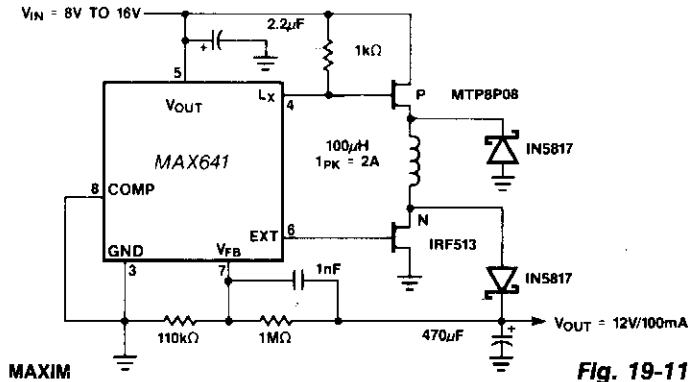 VIN = 8V TO 16V
2.2µF
1kΩ
5
VOUT
LX
4
P
MTP8P08
MAX641
100µH
1PK = 2A
IN5817
8
COMP
EXT
6
N
IRF513
GND
VFB
3
7
1nF
IN5817
110kΩ
1MΩ
470µF
VOUT = 12V/100mA
MAXIM
Fig. 19-11